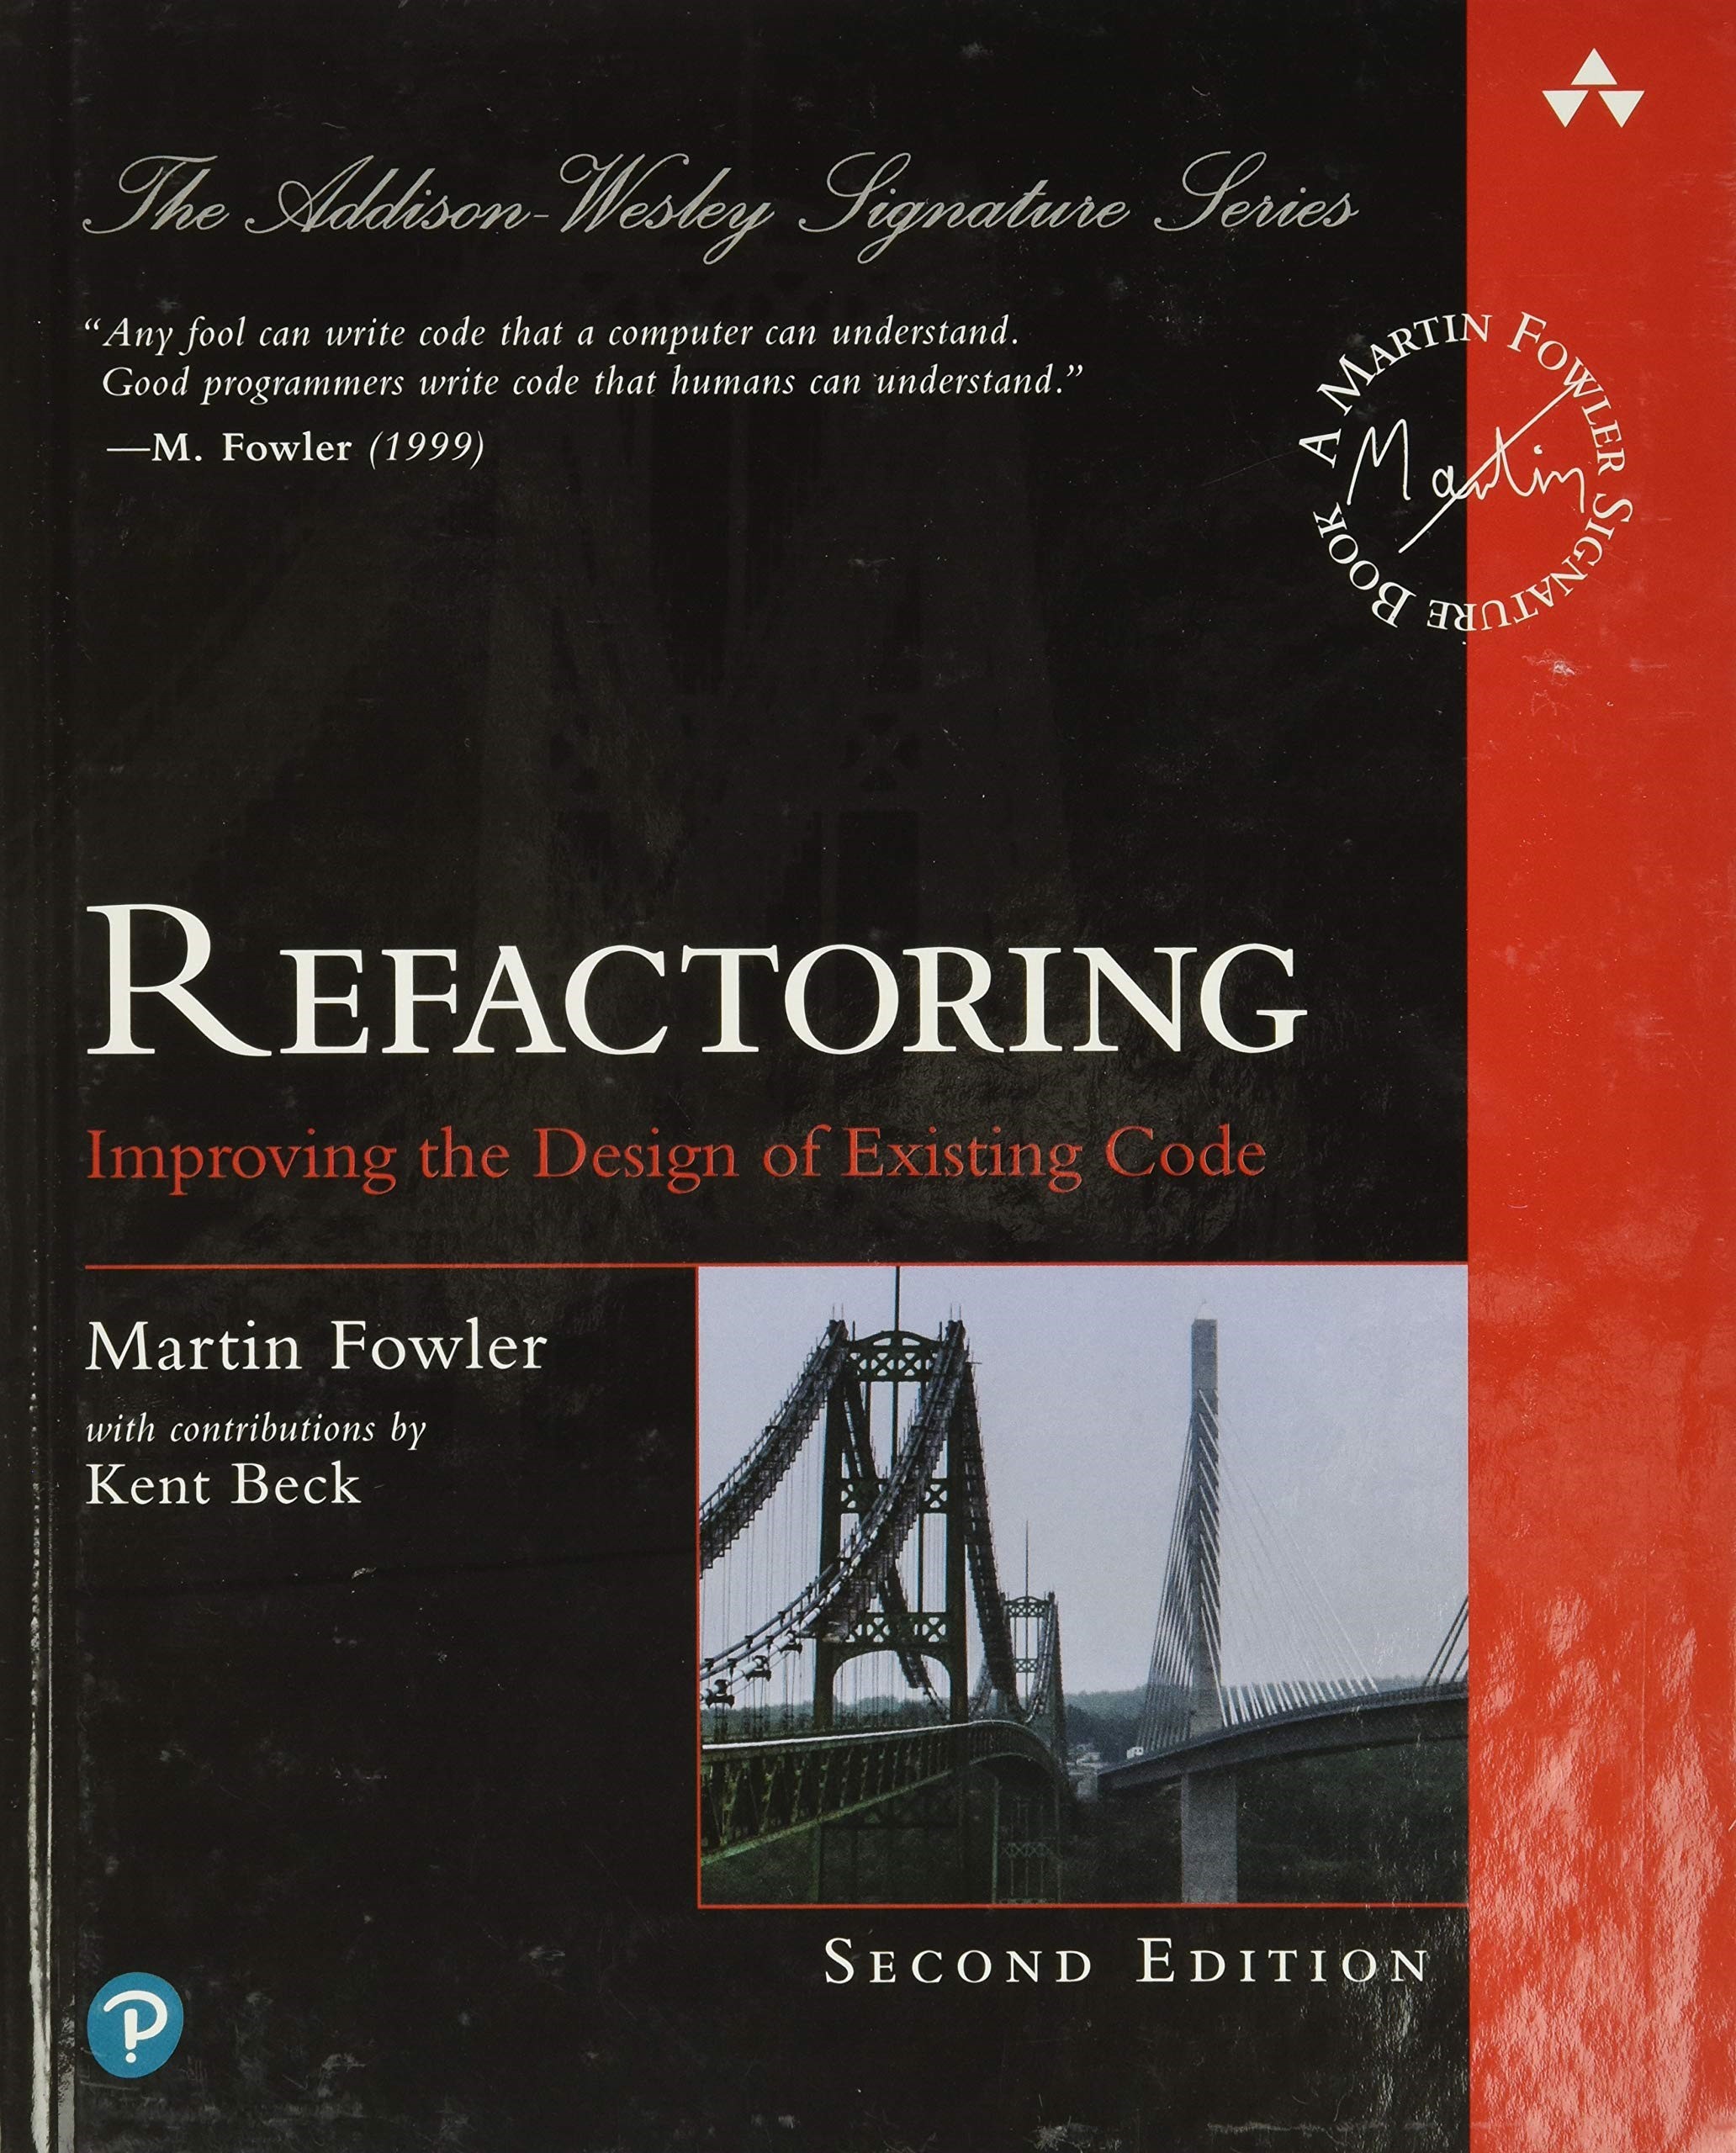 The Addison-Wesley Signature Series
“Any fool can write code that a computer can understand.
Good programmers write code that humans can understand.”
—M. Fowler (1999)
A MARTIN FOWLER SIGNATURE BOOK
Martin
REFACTORING
Improving the Design of Existing Code
Martin Fowler
with contributions by
Kent Beck
SECOND EDITION
P